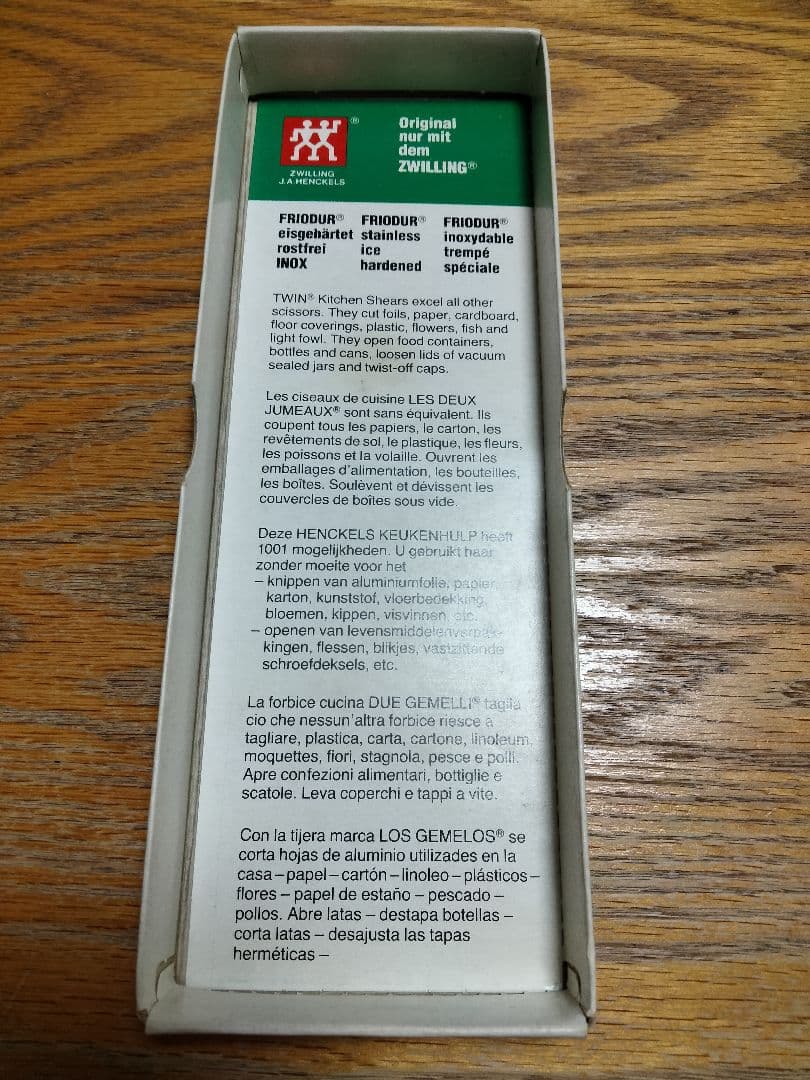 ZWILLING
J.A.HENCKELS
®
Original
nur mit
dem
ZWILLING®
FRIODUR®
eisgehärtet
rostfrei
INOX
FRIODUR®
stainless
ice
hardened
FRIODUR®
inoxydable
trempé
spéciale
TWIN® Kitchen Shears excel all other
scissors. They cut foils, paper, cardboard,
floor coverings, plastic, flowers, fish and
light fowl. They open food containers,
bottles and cans, loosen lids of vacuum
sealed jars and twist-off caps.
Les ciseaux de cuisine LES DEUX
JUMEAUX® sont sans équivalent. Ils
coupent tous les papiers, le carton, les
revêtements de sol, le plastique, les fleurs,
les poissons et la volaille. Ouvrent les
emballages d'alimentation, les bouteilles,
les boîtes. Soulèvent et dévissent les
couvercles de boîtes sous vide.
Deze HENCKELS KEUKENHULP heeft
1001 mogelijkheden. U gebruikt haar
zonder moeite voor het
– knippen van aluminiumfolie, papier,
karton, kunststof, vloerbedekking,
bloemen, kippen, visvinnen, etc.
– openen van levensmiddelenverpak-
kingen, flessen, blikjes, vastzittende
schroefdeksels, etc.
La forbice cucina DUE GEMELLI® taglia
cio che nessun'altra forbice riesce a
tagliare, plastica, carta, cartone, linoleum,
moquettes, fiori, stagnola, pesce e polli.
Apre confezioni alimentari, bottiglie e
scatole. Leva coperchi e tappi a vite.
Con la tijera marca LOS GEMELOS® se
corta hojas de aluminio utilizades en la
casa – papel – cartón – linoleo – plásticos –
flores – papel de estaño – pescado –
pollos. Abre latas – destapa botellas –
corta latas – desajusta las tapas
herméticas –